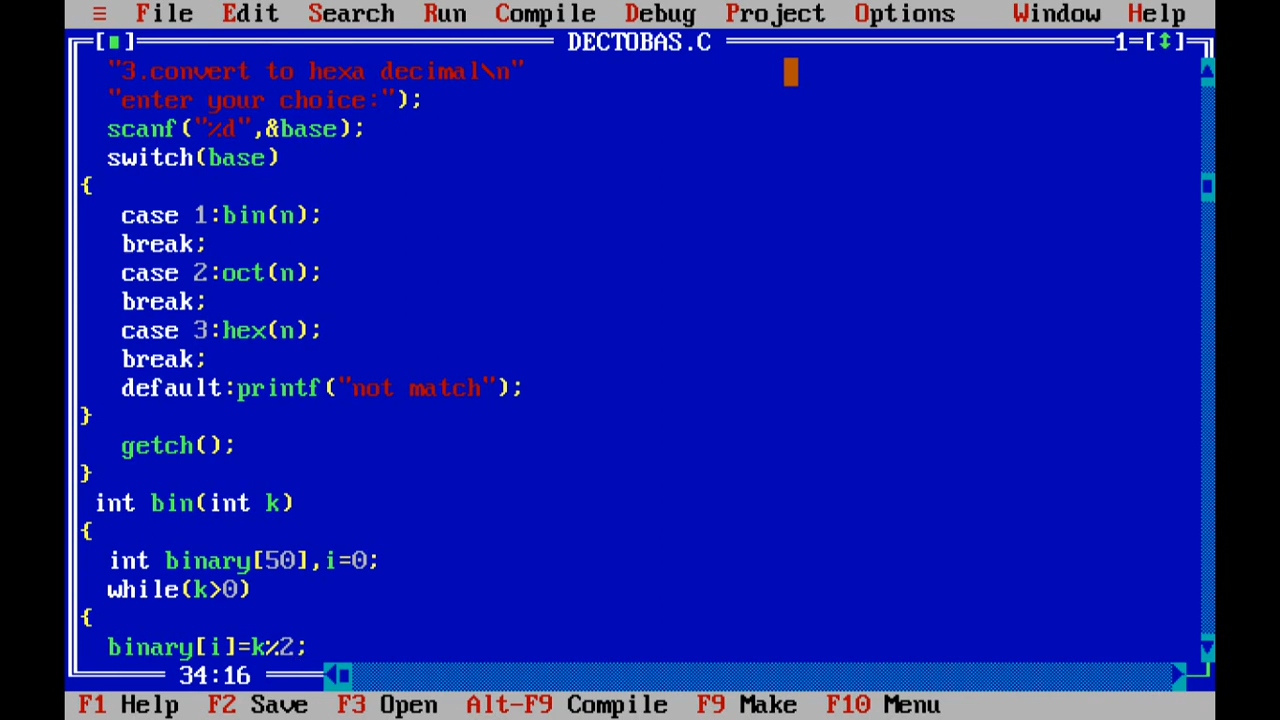 ≡ File Edit Search Run Compile Debug Project Options Window Help
[■] DECTOBAS.C 1=[↕]
"3.convert to hexa decimal\n"
"enter your choice:");
scanf("%d",&base);
switch(base)
{
case 1:bin(n);
break;
case 2:oct(n);
break;
case 3:hex(n);
break;
default:printf("not match");
}
getch();
}
int bin(int k)
{
int binary[50],i=0;
while(k>0)
{
binary[i]=k%2;
34:16
F1 Help F2 Save F3 Open Alt-F9 Compile F9 Make F10 Menu